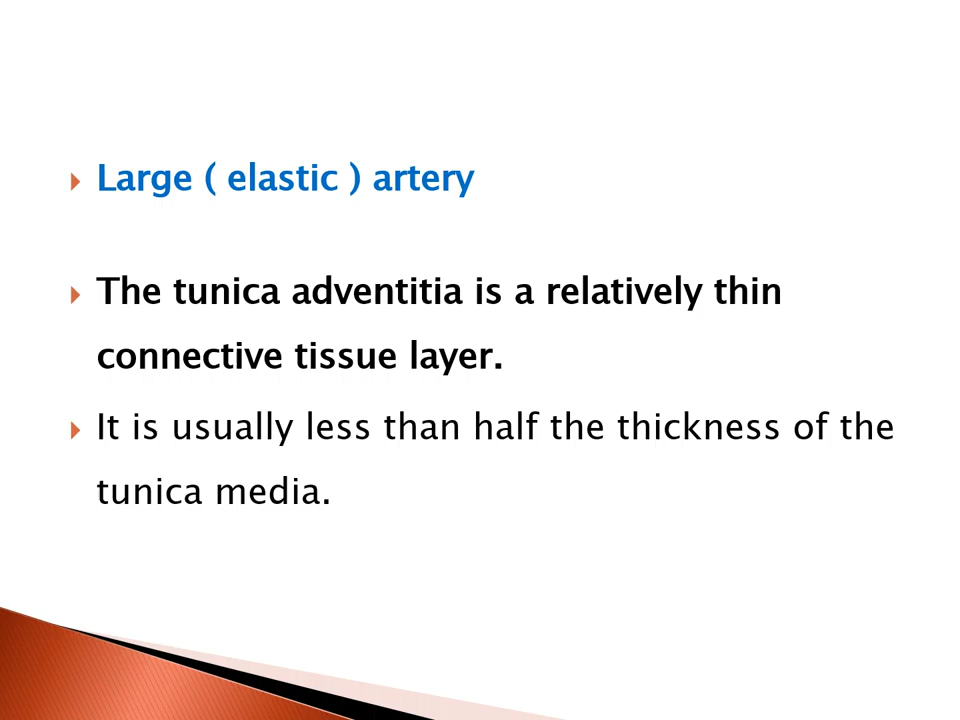 Large ( elastic ) artery
The tunica adventitia is a relatively thin
connective tissue layer.
It is usually less than half the thickness of the
tunica media.